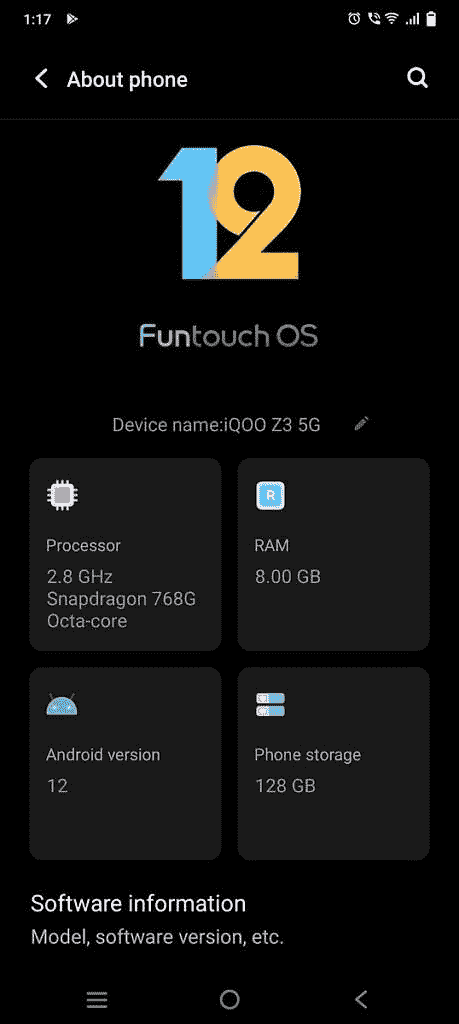 1:17
About phone
12
Funtouch OS
Device name:iQOO Z3 5G
Processor
2.8 GHz
Snapdragon 768G
Octa-core
R
RAM
8.00 GB
Android version
12
Phone storage
128 GB
Software information
Model, software version, etc.